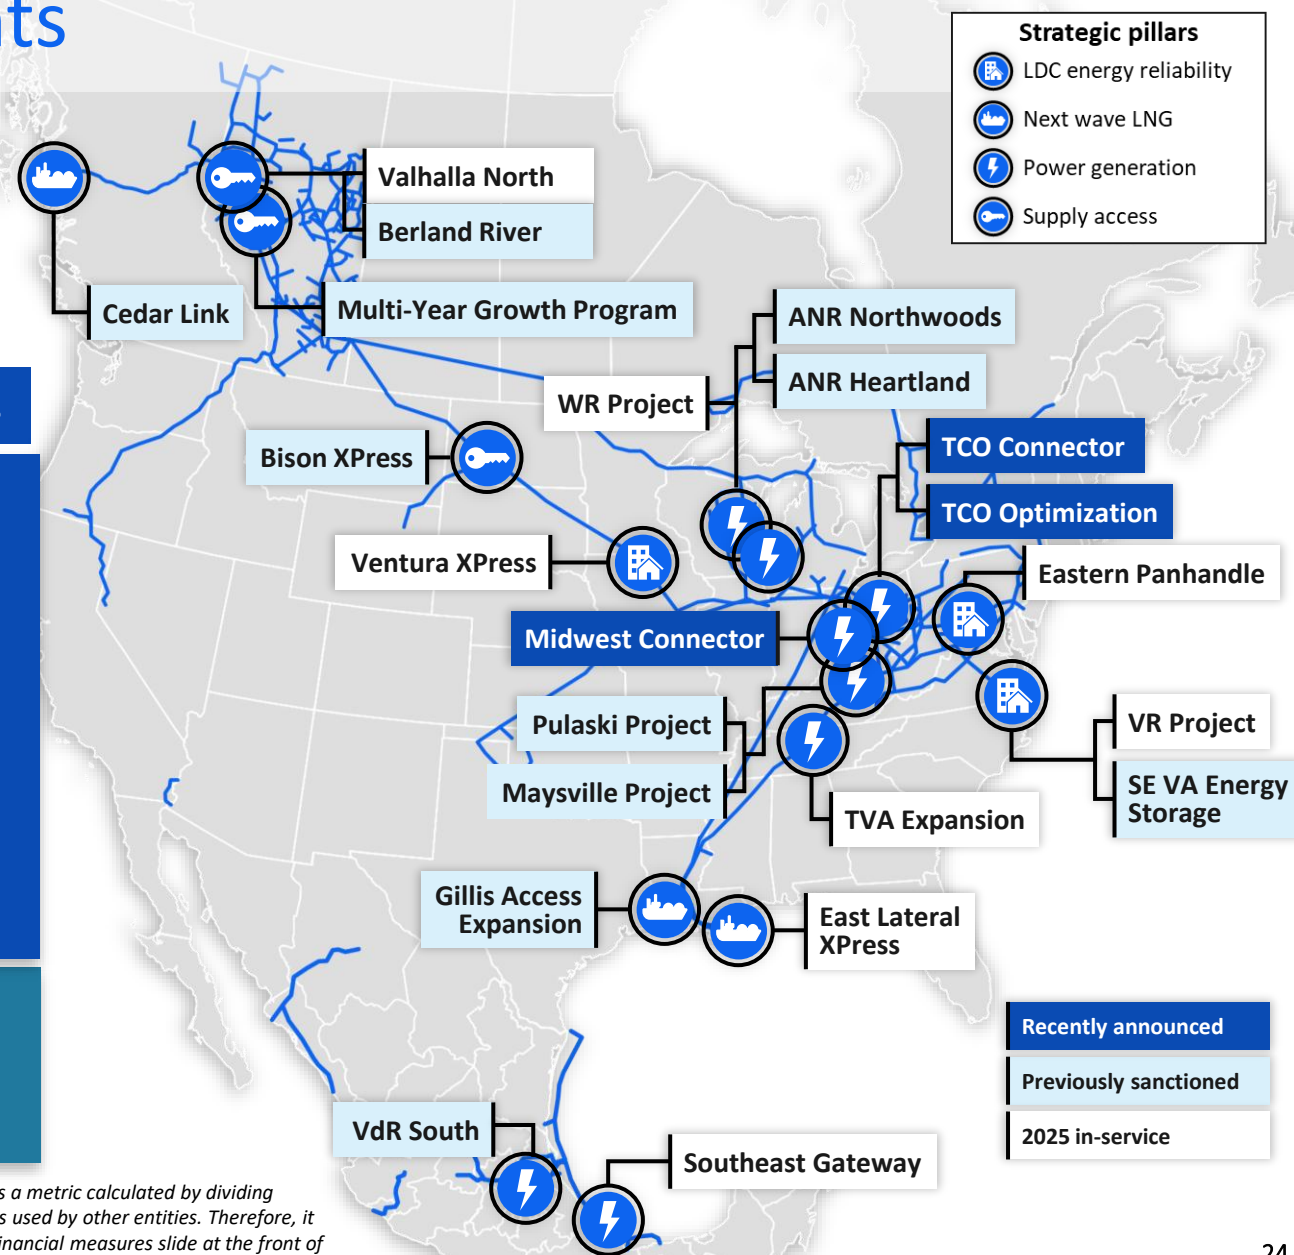 Strategic pillars
LDC energy reliability
Next wave LNG
Power generation
Supply access
Valhalla North
Berland River
Cedar Link
Multi-Year Growth Program
ANR Northwoods
ANR Heartland
WR Project
Bison XPress
TCO Connector
TCO Optimization
Ventura XPress
Eastern Panhandle
Midwest Connector
Pulaski Project
VR Project
Maysville Project
SE VA Energy
Storage
TVA Expansion
Gillis Access
Expansion
East Lateral
XPress
Recently announced
Previously sanctioned
2025 in-service
VdR South
Southeast Gateway
s a metric calculated by dividing
s used by other entities. Therefore, it
inancial measures slide at the front of
24